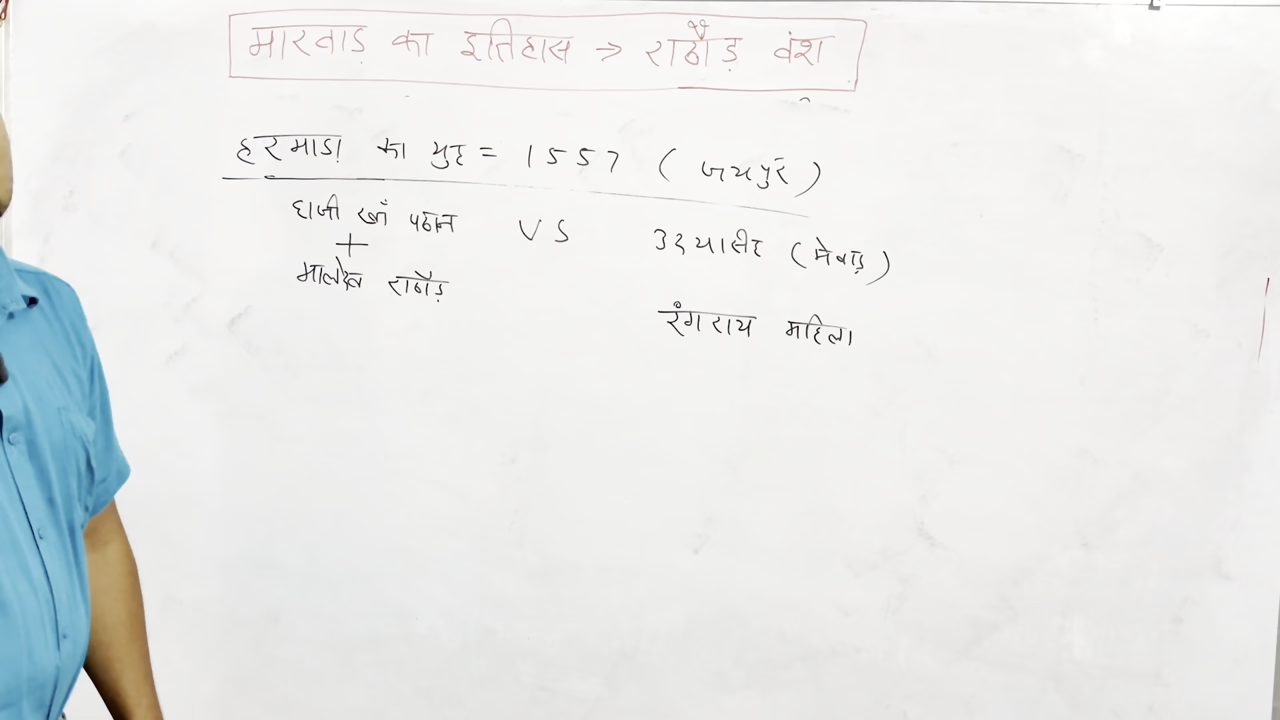 मारवाड़ का इतिहास → राठौड़ वंश
हरमाडा का युद्ध = 1557 (जयपुर)
हाजी खाँ पठान VS उदयसिंह (मेवाड़)
+
मालदेव राठौड़
रंगराय महिला